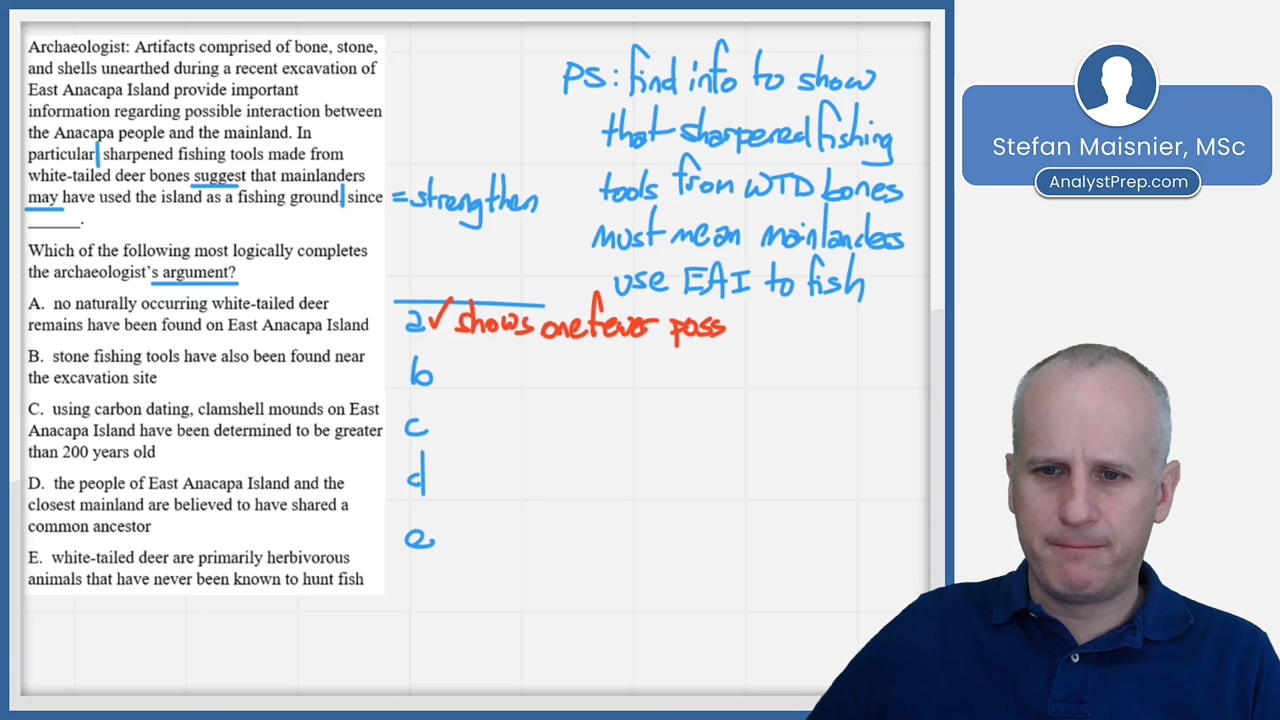 Archaeologist: Artifacts comprised of bone, stone,
and shells unearthed during a recent excavation of
East Anacapa Island provide important
information regarding possible interaction between
the Anacapa people and the mainland. In
particular, sharpened fishing tools made from
white-tailed deer bones suggest that mainlanders
may have used the island as a fishing ground, since
______.
Which of the following most logically completes
the archaeologist's argument?
A. no naturally occurring white-tailed deer
remains have been found on East Anacapa Island
B. stone fishing tools have also been found near
the excavation site
C. using carbon dating, clamshell mounds on East
Anacapa Island have been determined to be greater
than 200 years old
D. the people of East Anacapa Island and the
closest mainland are believed to have shared a
common ancestor
E. white-tailed deer are primarily herbivorous
animals that have never been known to hunt fish
= strengthen
PS: find info to show
that sharpened fishing
tools from WTD bones
must mean mainlanders
use EAI to fish
a ✓ shows one fewer poss
b
c
d
e
Stefan Maisnier, MSc
AnalystPrep.com